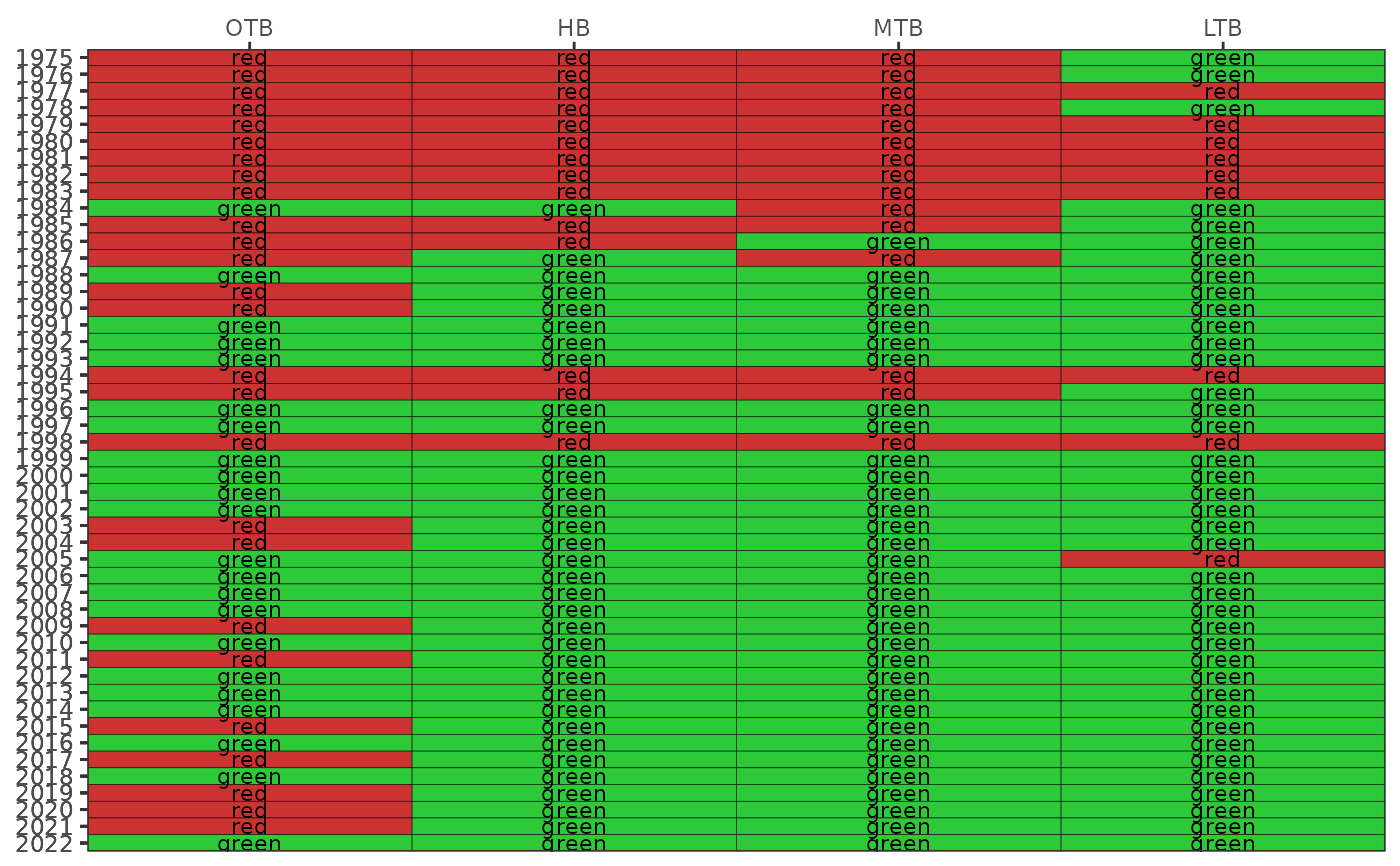 OTB HB MTB LTB
1975 red red red green
1976 red red red green
1977 red red red red
1978 red red red green
1979 red red red red
1980 red red red red
1981 red red red red
1982 red red red red
1983 red red red red
1984 green green red green
1985 red red red green
1986 red red green green
1987 red green red green
1988 green green green green
1989 red green green green
1990 red green green green
1991 green green green green
1992 green green green green
1993 green green green green
1994 red red red red
1995 red red red green
1996 green green green green
1997 green green green green
1998 red red red red
1999 green green green green
2000 green green green green
2001 green green green green
2002 green green green green
2003 red green green green
2004 red green green green
2005 green green green red
2006 green green green green
2007 green green green green
2008 green green green green
2009 red green green green
2010 green green green green
2011 red green green green
2012 green green green green
2013 green green green green
2014 green green green green
2015 red green green green
2016 green green green green
2017 red green green green
2018 green green green green
2019 red green green green
2020 red green green green
2021 red green green green
2022 green green green green